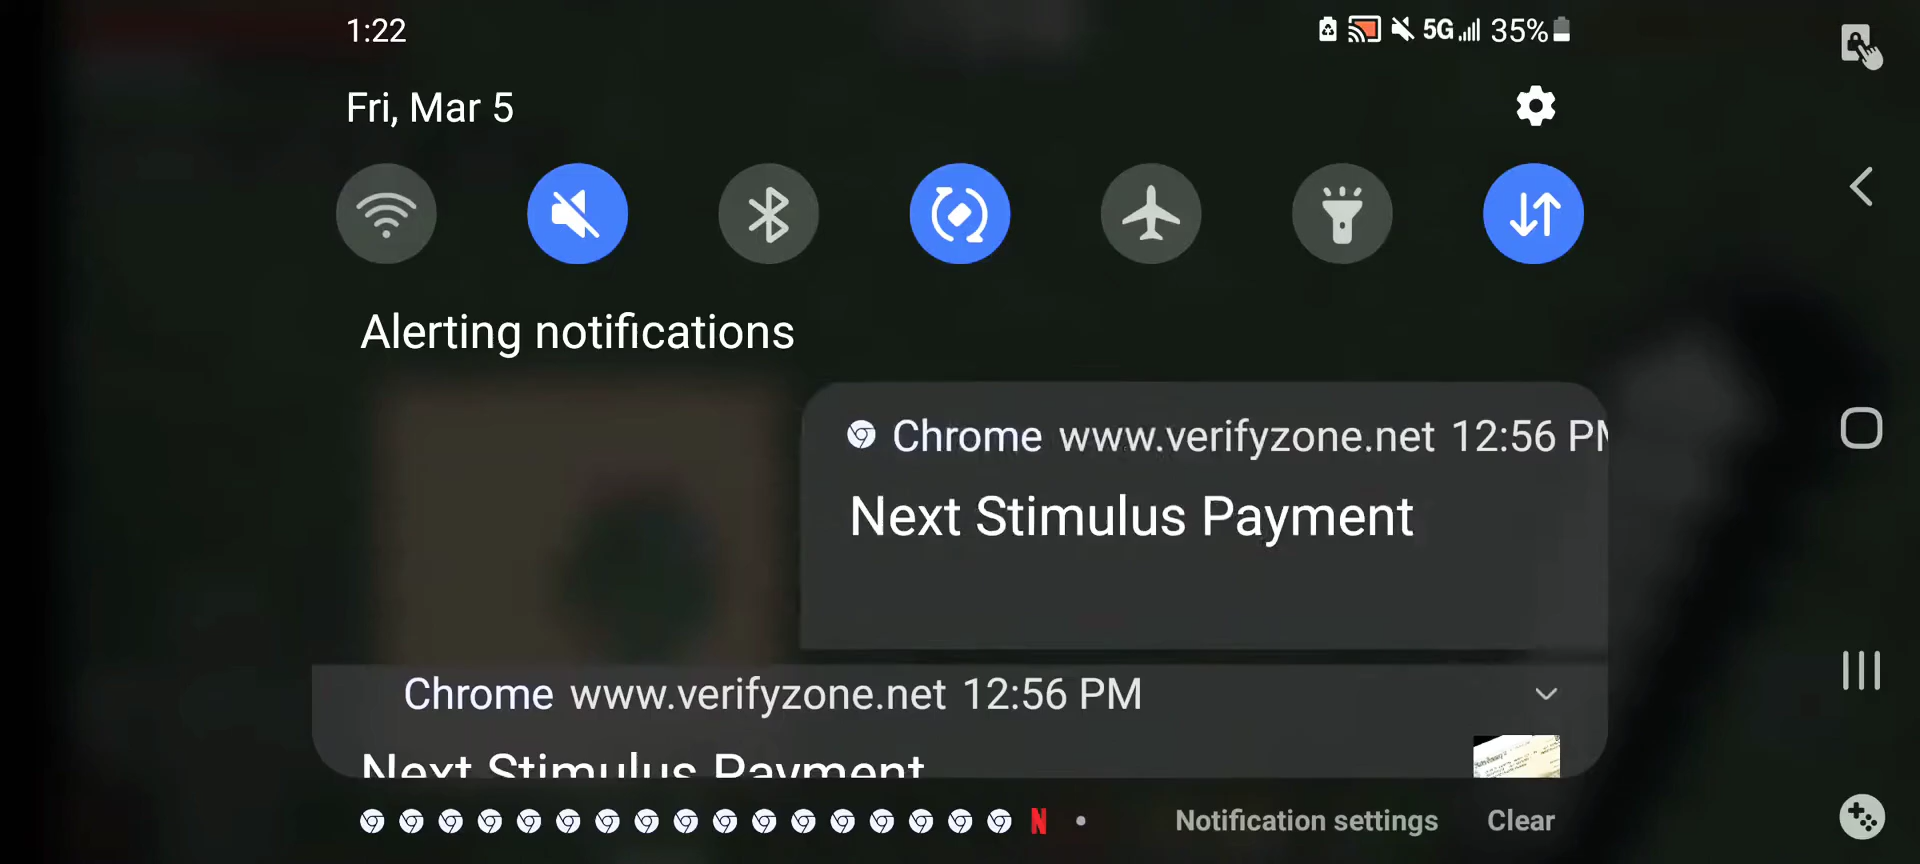 1:22
5G 35%
Fri, Mar 5
Alerting notifications
Chrome www.verifyzone.net 12:56 PM
Next Stimulus Payment
Chrome www.verifyzone.net 12:56 PM
Next Stimulus Payment
N
Notification settings
Clear